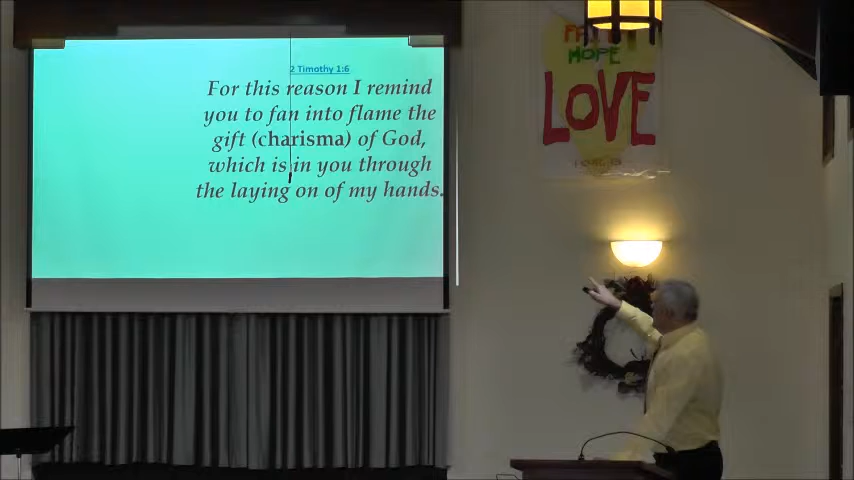 2 Timothy 1:6
For this reason I remind
you to fan into flame the
gift (charisma) of God,
which is in you through
the laying on of my hands.
HOPE
LOVE